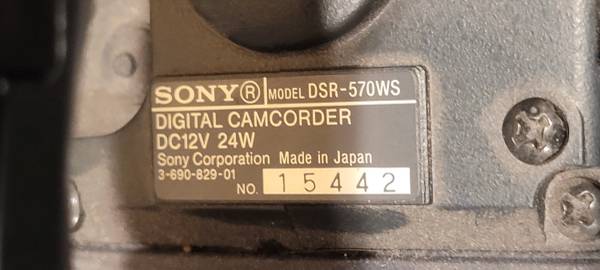 SONY® MODEL DSR-570WS
DIGITAL CAMCORDER
DC12V 24W
Sony Corporation Made in Japan
3-690-829-01
NO. 15442